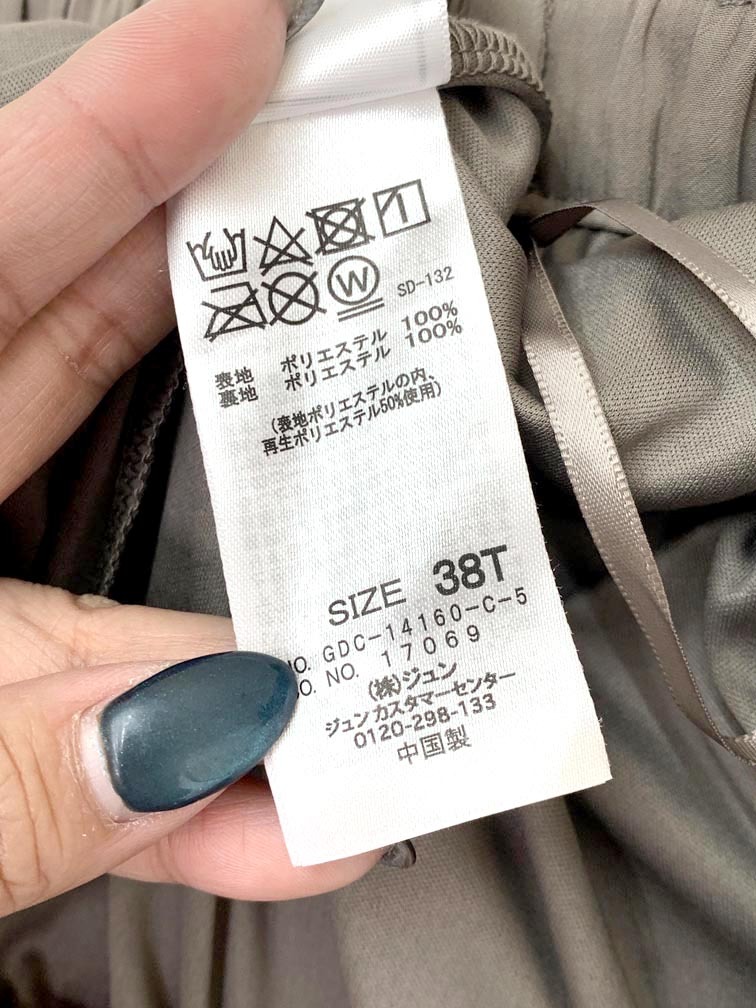 W SD-132
表地 ポリエステル 100%
裏地 ポリエステル 100%
(表地ポリエステルの内、
再生ポリエステル50%使用)
SIZE 38T
NO. GDC-14160-C-5
NO. 17069
(株)ジュン
ジュンカスタマーセンター
0120-298-133
中国製